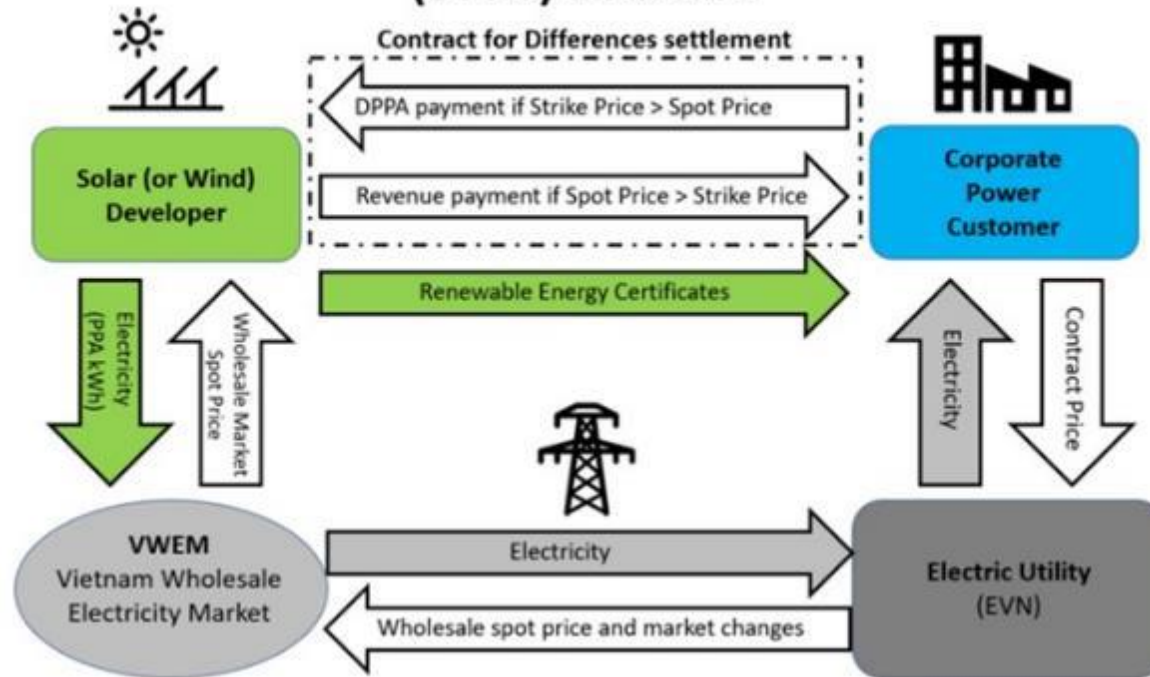 Contract for Differences settlement
DPPA payment if Strike Price > Spot Price
Solar (or Wind)
Developer
Corporate
Power
Customer
Revenue payment if Spot Price > Strike Price
Renewable Energy Certificates
Electricity
(PPA kWh)
Wholesale Market
Spot Price
Electricity
Contract Price
VWEM
Vietnam Wholesale
Electricity Market
Electricity
Electric Utility
(EVN)
Wholesale spot price and market changes